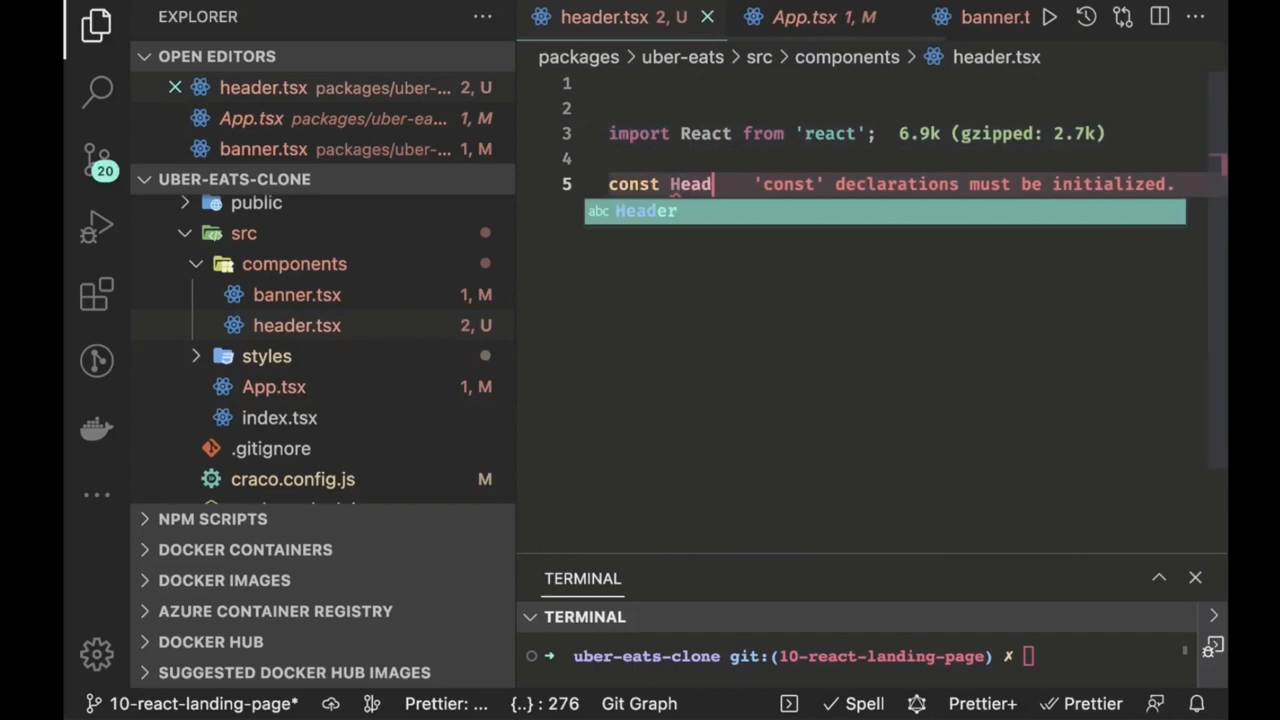 EXPLORER
OPEN EDITORS
header.tsx packages/uber-... 2, U
App.tsx packages/uber-ea... 1, M
banner.tsx packages/uber-... 1, M
UBER-EATS-CLONE
public
src
components
banner.tsx 1, M
header.tsx 2, U
styles
App.tsx 1, M
index.tsx
.gitignore
craco.config.js M
NPM SCRIPTS
DOCKER CONTAINERS
DOCKER IMAGES
AZURE CONTAINER REGISTRY
DOCKER HUB
SUGGESTED DOCKER HUB IMAGES
20
header.tsx 2, U App.tsx 1, M banner.t
packages > uber-eats > src > components > header.tsx
1
2
3 import React from 'react'; 6.9k (gzipped: 2.7k)
4
5 const Head 'const' declarations must be initialized.
abc Header
TERMINAL
TERMINAL
uber-eats-clone git:(10-react-landing-page) ✗
10-react-landing-page* Prettier: ... {..} : 276 Git Graph Spell Prettier+ Prettier